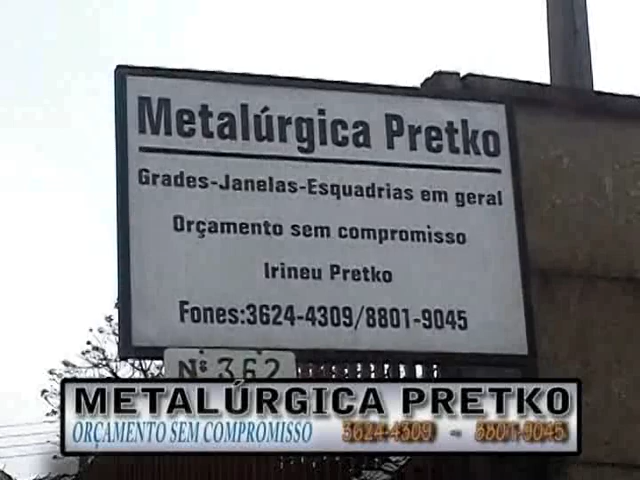 Metalúrgica Pretko
Grades-Janelas-Esquadrias em geral
Orçamento sem compromisso
Irineu Pretko
Fones:3624-4309/8801-9045
Nº 362
METALÚRGICA PRETKO
ORÇAMENTO SEM COMPROMISSO 3624-4309 - 8801-9045